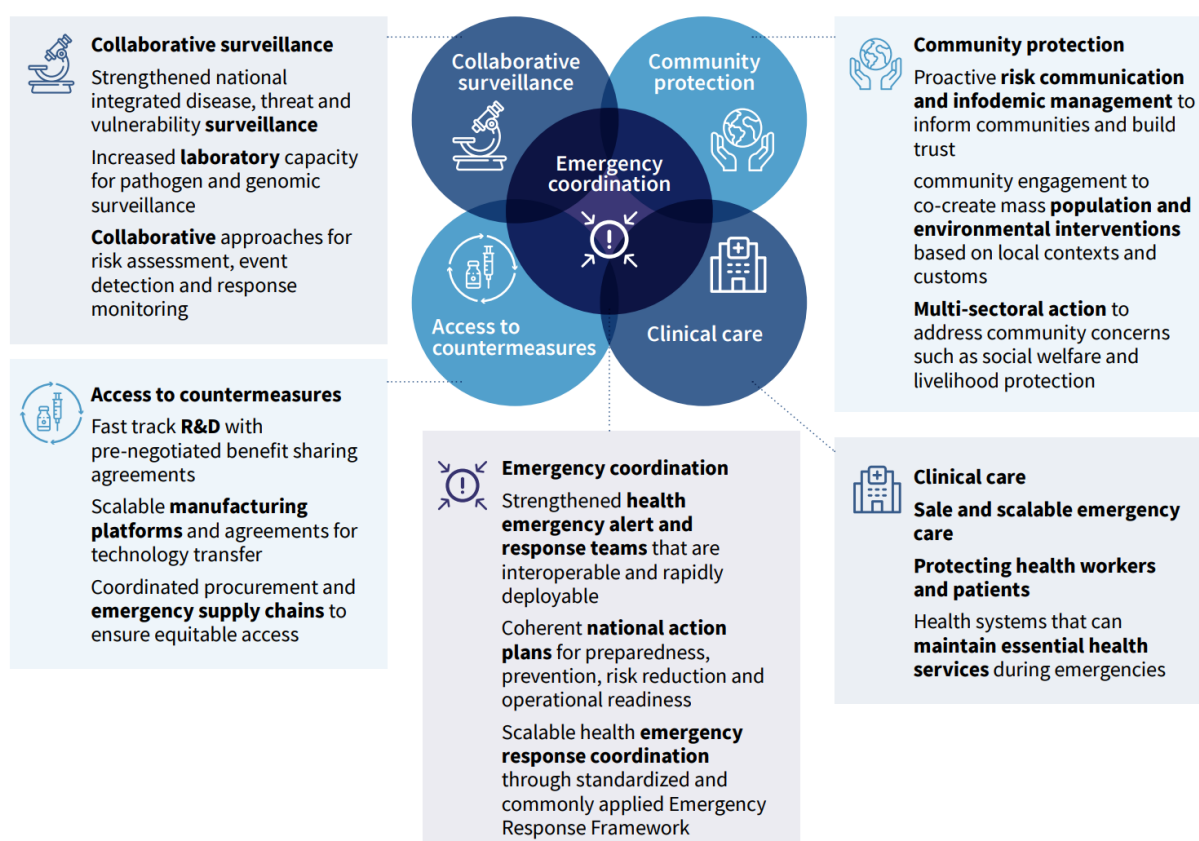 Collaborative surveillance
Strengthened national
integrated disease, threat and
vulnerability surveillance
Increased laboratory capacity
for pathogen and genomic
surveillance
Collaborative approaches for
risk assessment, event
detection and response
monitoring
Access to countermeasures
Fast track R&D with
pre-negotiated benefit sharing
agreements
Scalable manufacturing
platforms and agreements for
technology transfer
Coordinated procurement and
emergency supply chains to
ensure equitable access
Collaborative
surveillance
Community
protection
Emergency
coordination
Access to
countermeasures
Clinical care
Emergency coordination
Strengthened health
emergency alert and
response teams that are
interoperable and rapidly
deployable
Coherent national action
plans for preparedness,
prevention, risk reduction and
operational readiness
Scalable health emergency
response coordination
through standardized and
commonly applied Emergency
Response Framework
Community protection
Proactive risk communication
and infodemic management to
inform communities and build
trust
community engagement to
co-create mass population and
environmental interventions
based on local contexts and
customs
Multi-sectoral action to
address community concerns
such as social welfare and
livelihood protection
Clinical care
Sale and scalable emergency
care
Protecting health workers
and patients
Health systems that can
maintain essential health
services during emergencies